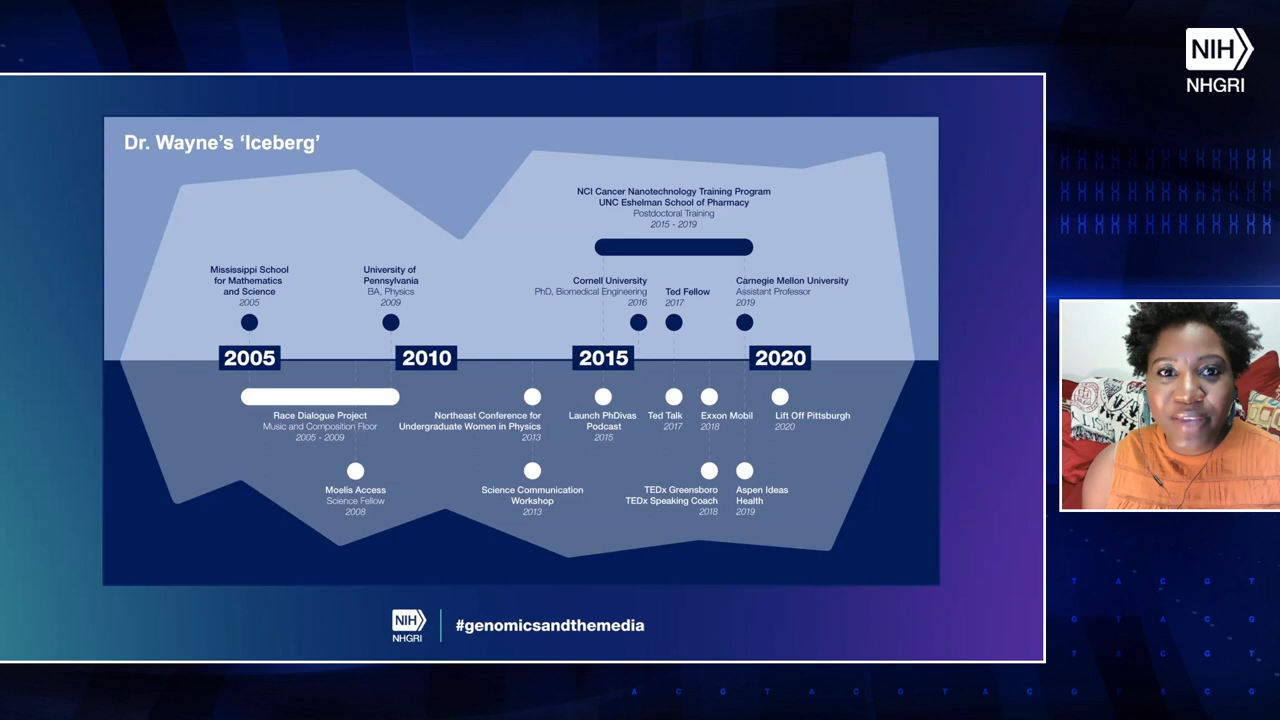 NIH
NHGRI
Dr. Wayne's 'Iceberg'
NCI Cancer Nanotechnology Training Program
UNC Eshelman School of Pharmacy
Postdoctoral Training
2015 - 2019
Mississippi School
for Mathematics
and Science
2005
University of
Pennsylvania
BA, Physics
2009
Cornell University
PhD, Biomedical Engineering
2016
Ted Fellow
2017
Carnegie Mellon University
Assistant Professor
2019
2005
2010
2015
2020
Race Dialogue Project
Music and Composition Floor
2005 - 2009
Northeast Conference for
Undergraduate Women in Physics
2013
Launch PhDivas
Podcast
2015
Ted Talk
2017
Exxon Mobil
2018
Lift Off Pittsburgh
2020
Moelis Access
Science Fellow
2008
Science Communication
Workshop
2013
TEDx Greensboro
TEDx Speaking Coach
2018
Aspen Ideas
Health
2019
NIH
NHGRI
#genomicsandthemedia
T A C G T
T A C G T
T A C G T
A C G T A C G T A C G T A C G